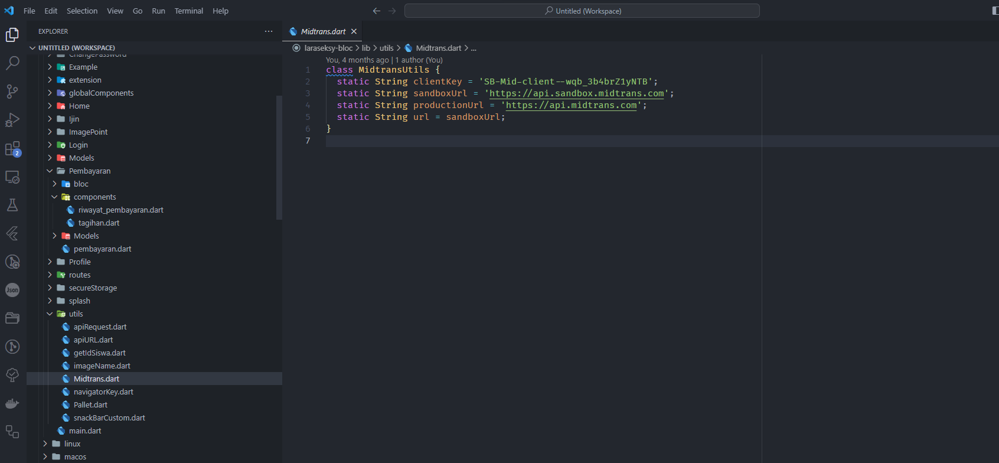 File Edit Selection View Go Run Terminal Help
Untitled (Workspace)
EXPLORER
Midtrans.dart
UNTITLED (WORKSPACE)
laraseksy-bloc > lib > utils > Midtrans.dart > ...
ChangePassword
Example
extension
globalComponents
Home
Ijin
ImagePoint
Login
Models
Pembayaran
bloc
components
riwayat_pembayaran.dart
tagihan.dart
Models
pembayaran.dart
Profile
routes
secureStorage
splash
utils
apiRequest.dart
apiURL.dart
getIdSiswa.dart
imageName.dart
Midtrans.dart
navigatorKey.dart
Pallet.dart
snackBarCustom.dart
main.dart
linux
macos
2
Json
You, 4 months ago | 1 author (You)
1 class MidtransUtils {
2 static String clientKey = 'SB-Mid-client--wqb_3b4brZ1yNTB';
3 static String sandboxUrl = 'https://api.sandbox.midtrans.com';
4 static String productionUrl = 'https://api.midtrans.com';
5 static String url = sandboxUrl;
6 }
7